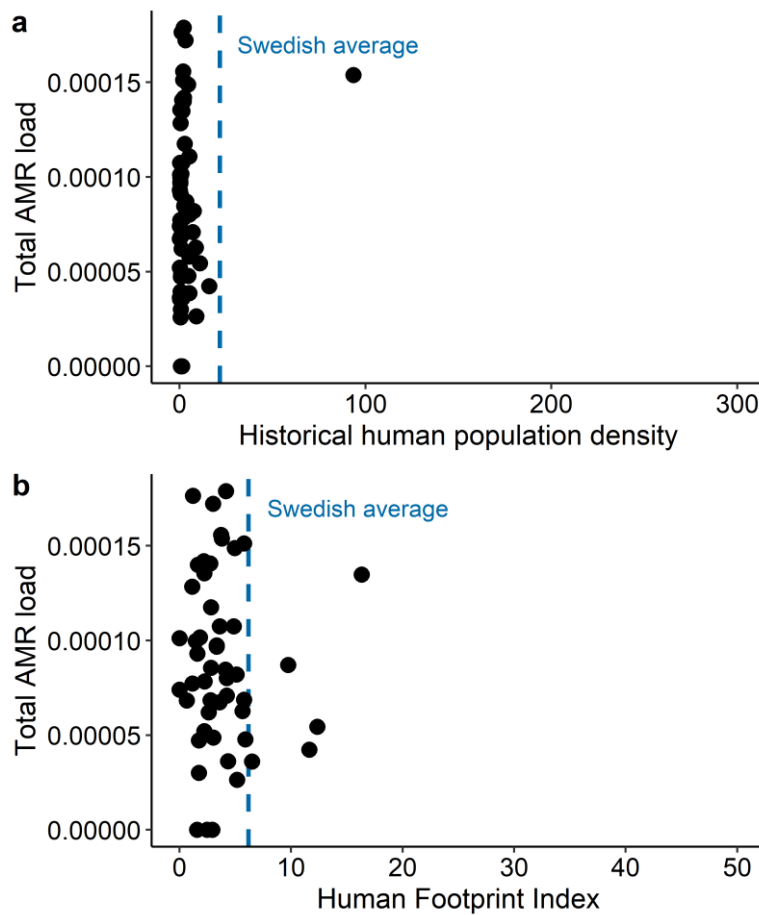 a
Swedish average
Total AMR load
0.00015
0.00010
0.00005
0.00000
0 100 200 300
Historical human population density
b
Swedish average
Total AMR load
0.00015
0.00010
0.00005
0.00000
0 10 20 30 40 50
Human Footprint Index